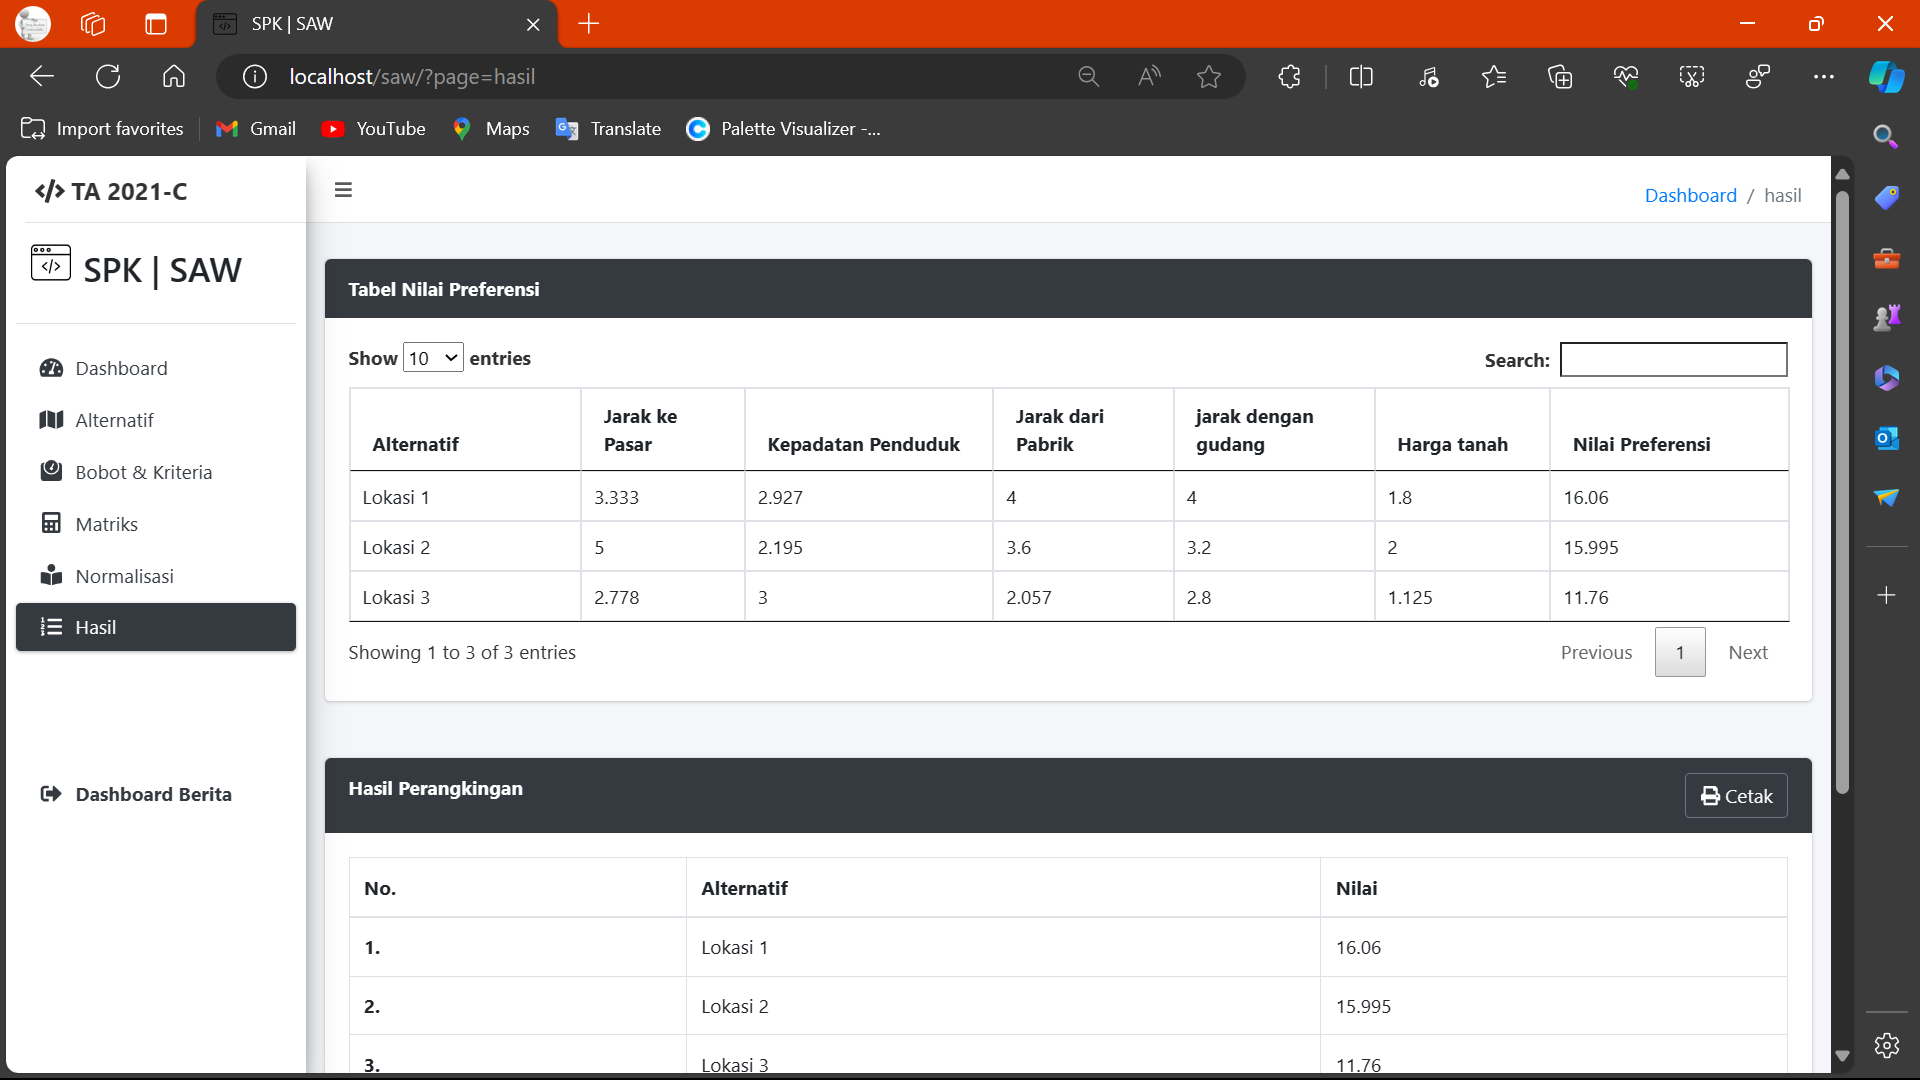 SPK | SAW
localhost/saw/?page=hasil
Import favorites Gmail YouTube Maps Translate Palette Visualizer -...
</> TA 2021-C
Dashboard / hasil
SPK | SAW
Dashboard
Alternatif
Bobot & Kriteria
Matriks
Normalisasi
Hasil
Dashboard Berita
Tabel Nilai Preferensi
Show 10 entries Search:
Alternatif Jarak ke Pasar Kepadatan Penduduk Jarak dari Pabrik jarak dengan gudang Harga tanah Nilai Preferensi
Lokasi 1 3.333 2.927 4 4 1.8 16.06
Lokasi 2 5 2.195 3.6 3.2 2 15.995
Lokasi 3 2.778 3 2.057 2.8 1.125 11.76
Showing 1 to 3 of 3 entries Previous 1 Next
Hasil Perangkingan Cetak
No. Alternatif Nilai
1. Lokasi 1 16.06
2. Lokasi 2 15.995
3. Lokasi 3 11.76